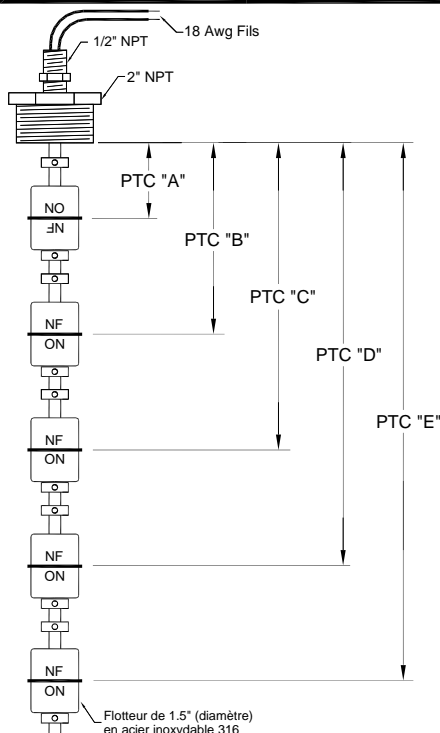 18 Awg Fils
1/2" NPT
2" NPT
PTC "A"
NO
NF
PTC "B"
PTC "C"
NF
ON
PTC "D"
PTC "E"
NF
ON
NF
ON
NF
ON
Flotteur de 1.5" (diamètre)
en acier inoxydable 316